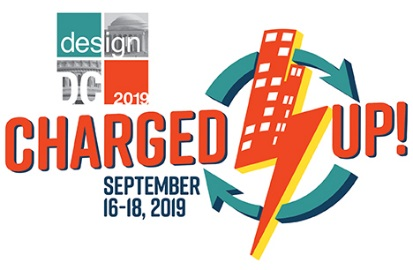 design
DC 2019
CHARGED UP!
SEPTEMBER
16-18, 2019